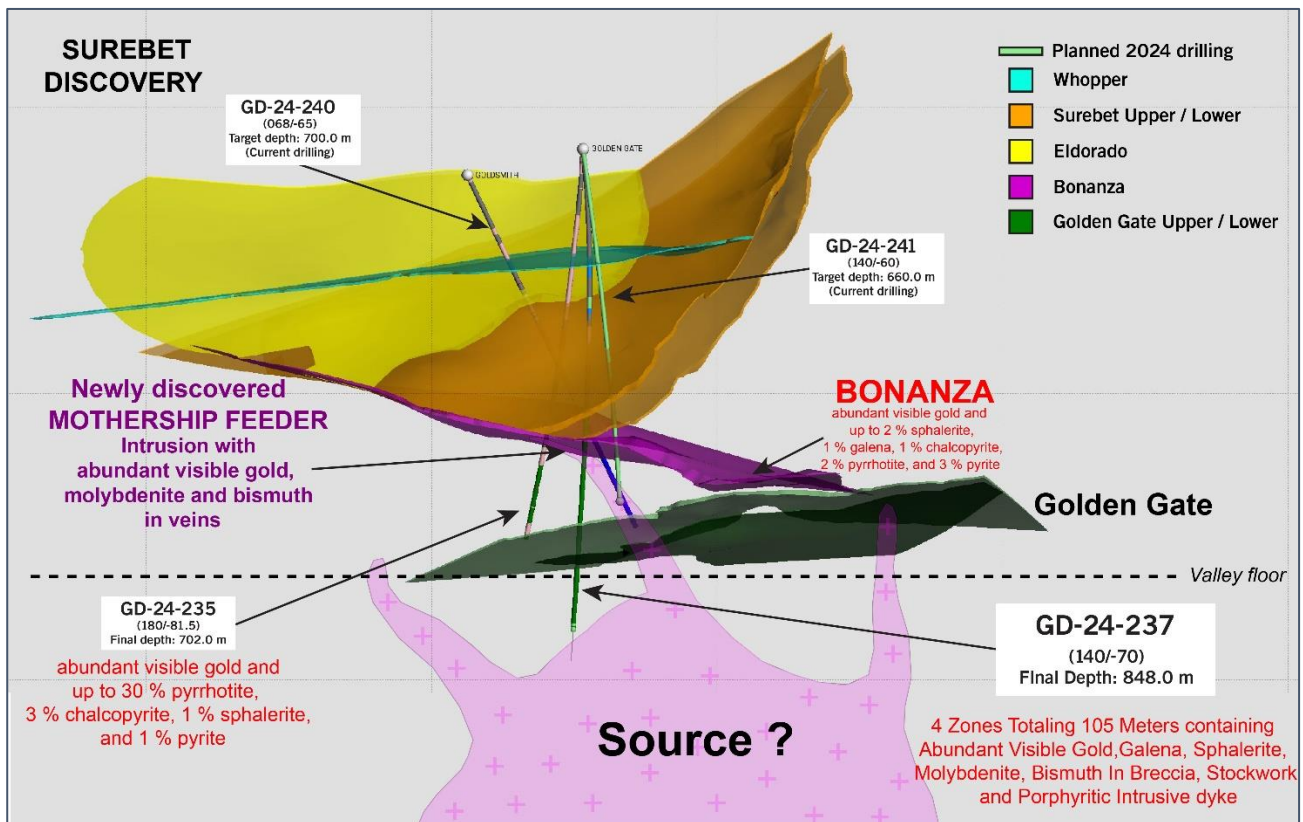 SUREBET
DISCOVERY
GD-24-240
(068/-65)
Target depth: 700.0 m
(Current drilling)
GOLDSMITH
GOLDEN GATE
Planned 2024 drilling
Whopper
Surebet Upper / Lower
Eldorado
Bonanza
Golden Gate Upper / Lower
GD-24-241
(140/-60)
Target depth: 660.0 m
(Current drilling)
Newly discovered
MOTHERSHIP FEEDER
Intrusion with
abundant visible gold,
molybdenite and bismuth
in veins
BONANZA
abundant visible gold and
up to 2 % sphalerite,
1 % galena, 1 % chalcopyrite,
2 % pyrrhotite, and 3 % pyrite
Golden Gate
Valley floor
GD-24-235
(180/-81.5)
Final depth: 702.0 m
abundant visible gold and
up to 30 % pyrrhotite,
3 % chalcopyrite, 1 % sphalerite,
and 1 % pyrite
GD-24-237
(140/-70)
FInal Depth: 848.0 m
Source ?
4 Zones Totaling 105 Meters containing
Abundant Visible Gold,Galena, Sphalerite,
Molybdenite, Bismuth In Breccia, Stockwork
and Porphyritic Intrusive dyke